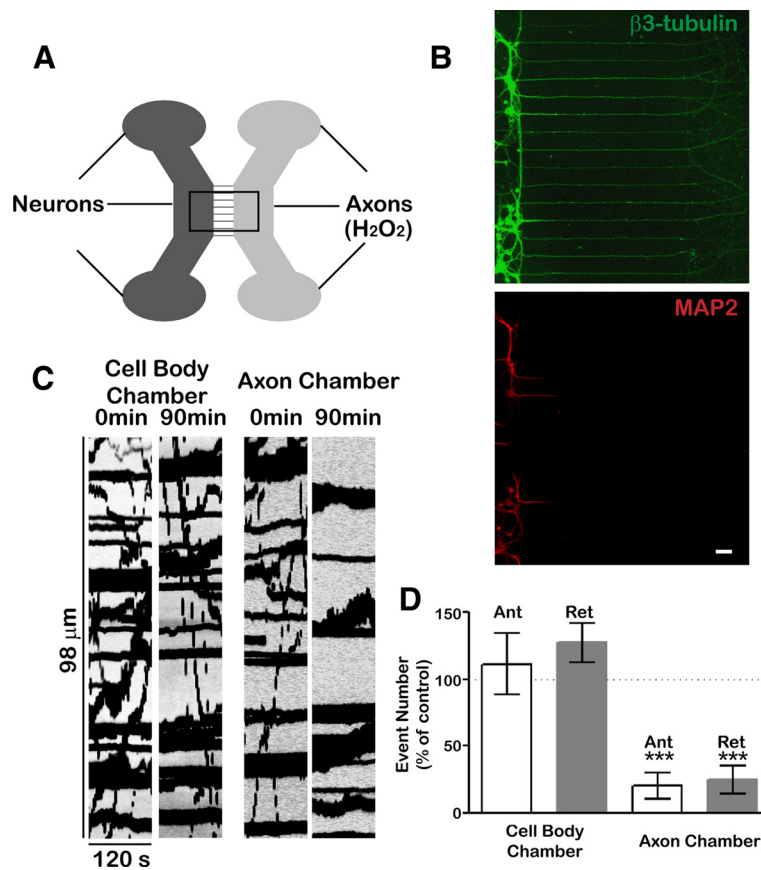 A
Neurons
Axons
(H₂O₂)
B
β3-tubulin
MAP2
C
Cell Body
Chamber
Axon Chamber
0min 90min 0min 90min
98 μm
120 s
D
Event Number
(% of control)
150
100
50
0
Ant Ret
Ant Ret
*** ***
Cell Body
Chamber
Axon Chamber